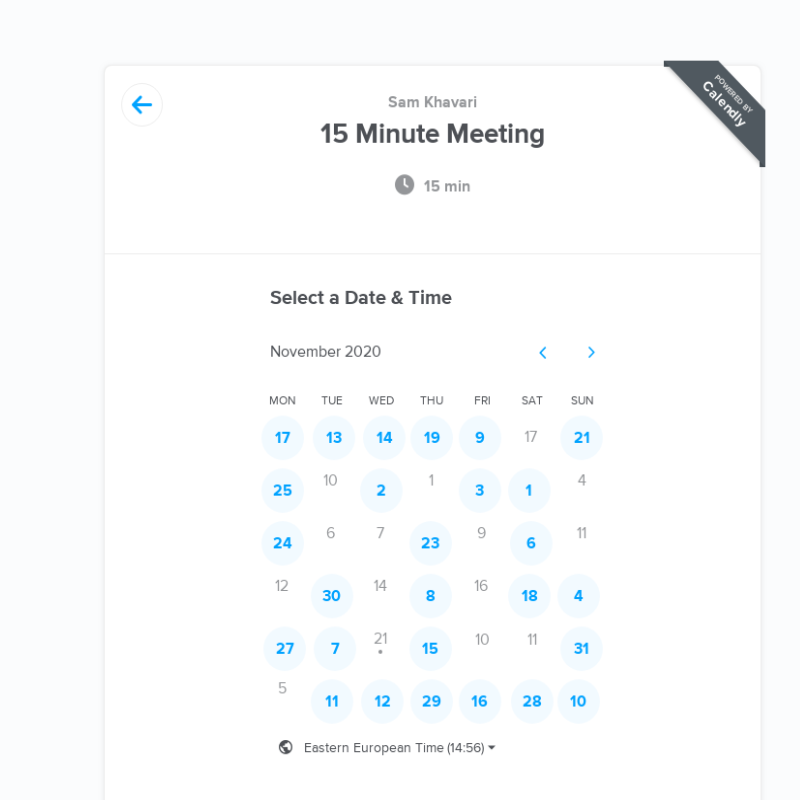 POWERED BY
Calendly
Sam Khavari
15 Minute Meeting
15 min
Select a Date & Time
November 2020
MON TUE WED THU FRI SAT SUN
17 13 14 19 9 17 21
25 10 2 1 3 1 4
24 6 7 23 9 6 11
12 30 14 8 16 18 4
27 7 21 15 10 11 31
5 11 12 29 16 28 10
Eastern European Time (14:56)